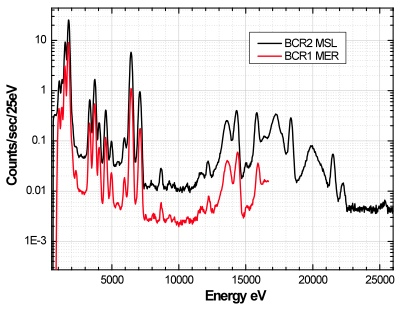 BCR2 MSL
BCR1 MER
Counts/sec/25eV
10
1
0.1
0.01
1E-3
5000 10000 15000 20000 25000
Energy eV